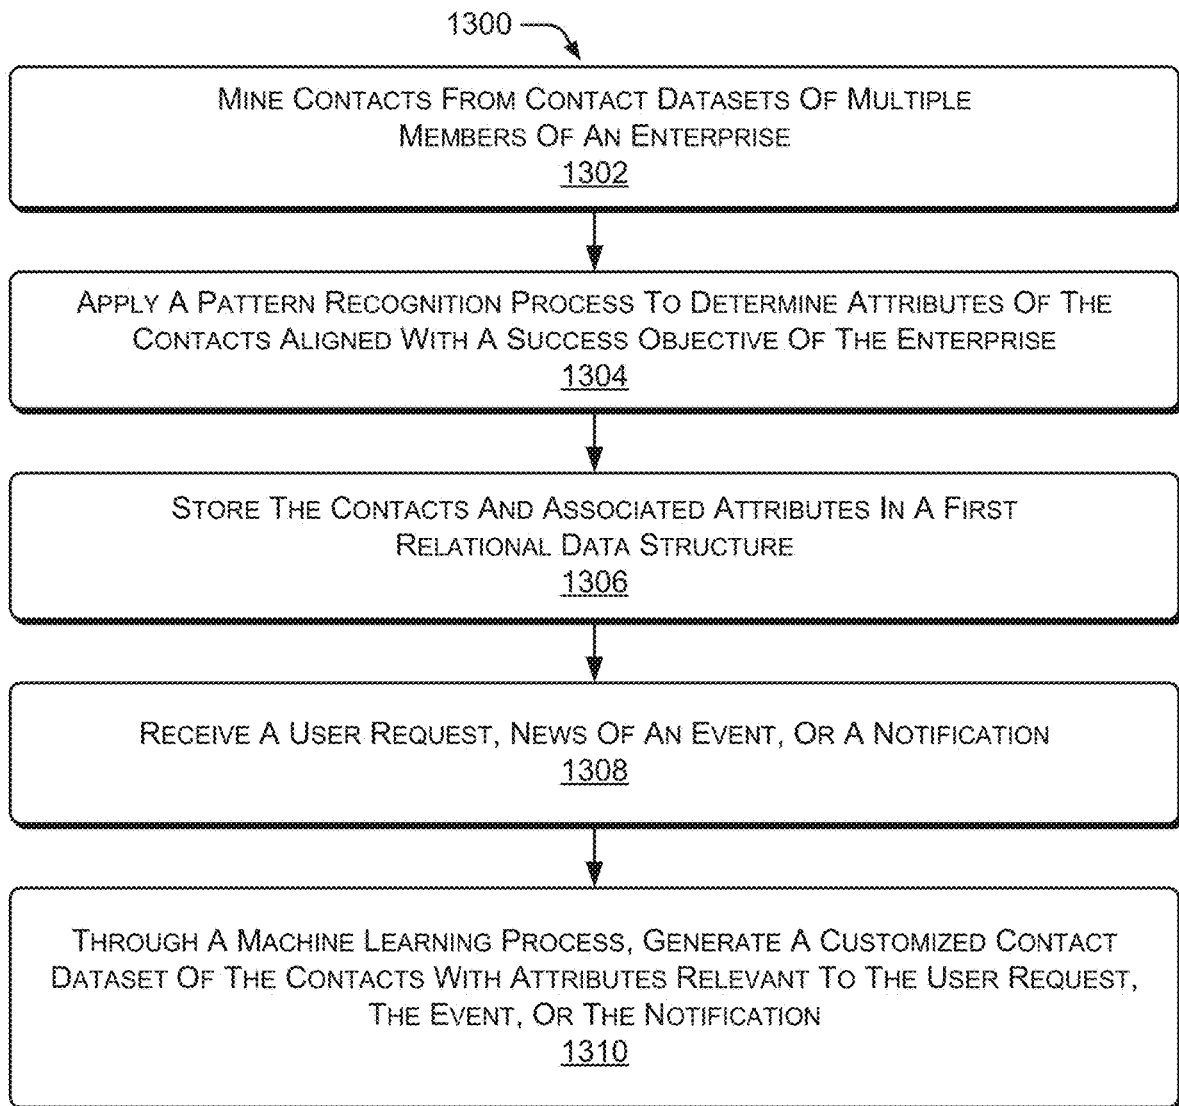 1300
MINE CONTACTS FROM CONTACT DATASETS OF MULTIPLE
MEMBERS OF AN ENTERPRISE
1302
APPLY A PATTERN RECOGNITION PROCESS TO DETERMINE ATTRIBUTES OF THE
CONTACTS ALIGNED WITH A SUCCESS OBJECTIVE OF THE ENTERPRISE
1304
STORE THE CONTACTS AND ASSOCIATED ATTRIBUTES IN A FIRST
RELATIONAL DATA STRUCTURE
1306
RECEIVE A USER REQUEST, NEWS OF AN EVENT, OR A NOTIFICATION
1308
THROUGH A MACHINE LEARNING PROCESS, GENERATE A CUSTOMIZED CONTACT
DATASET OF THE CONTACTS WITH ATTRIBUTES RELEVANT TO THE USER REQUEST,
THE EVENT, OR THE NOTIFICATION
1310